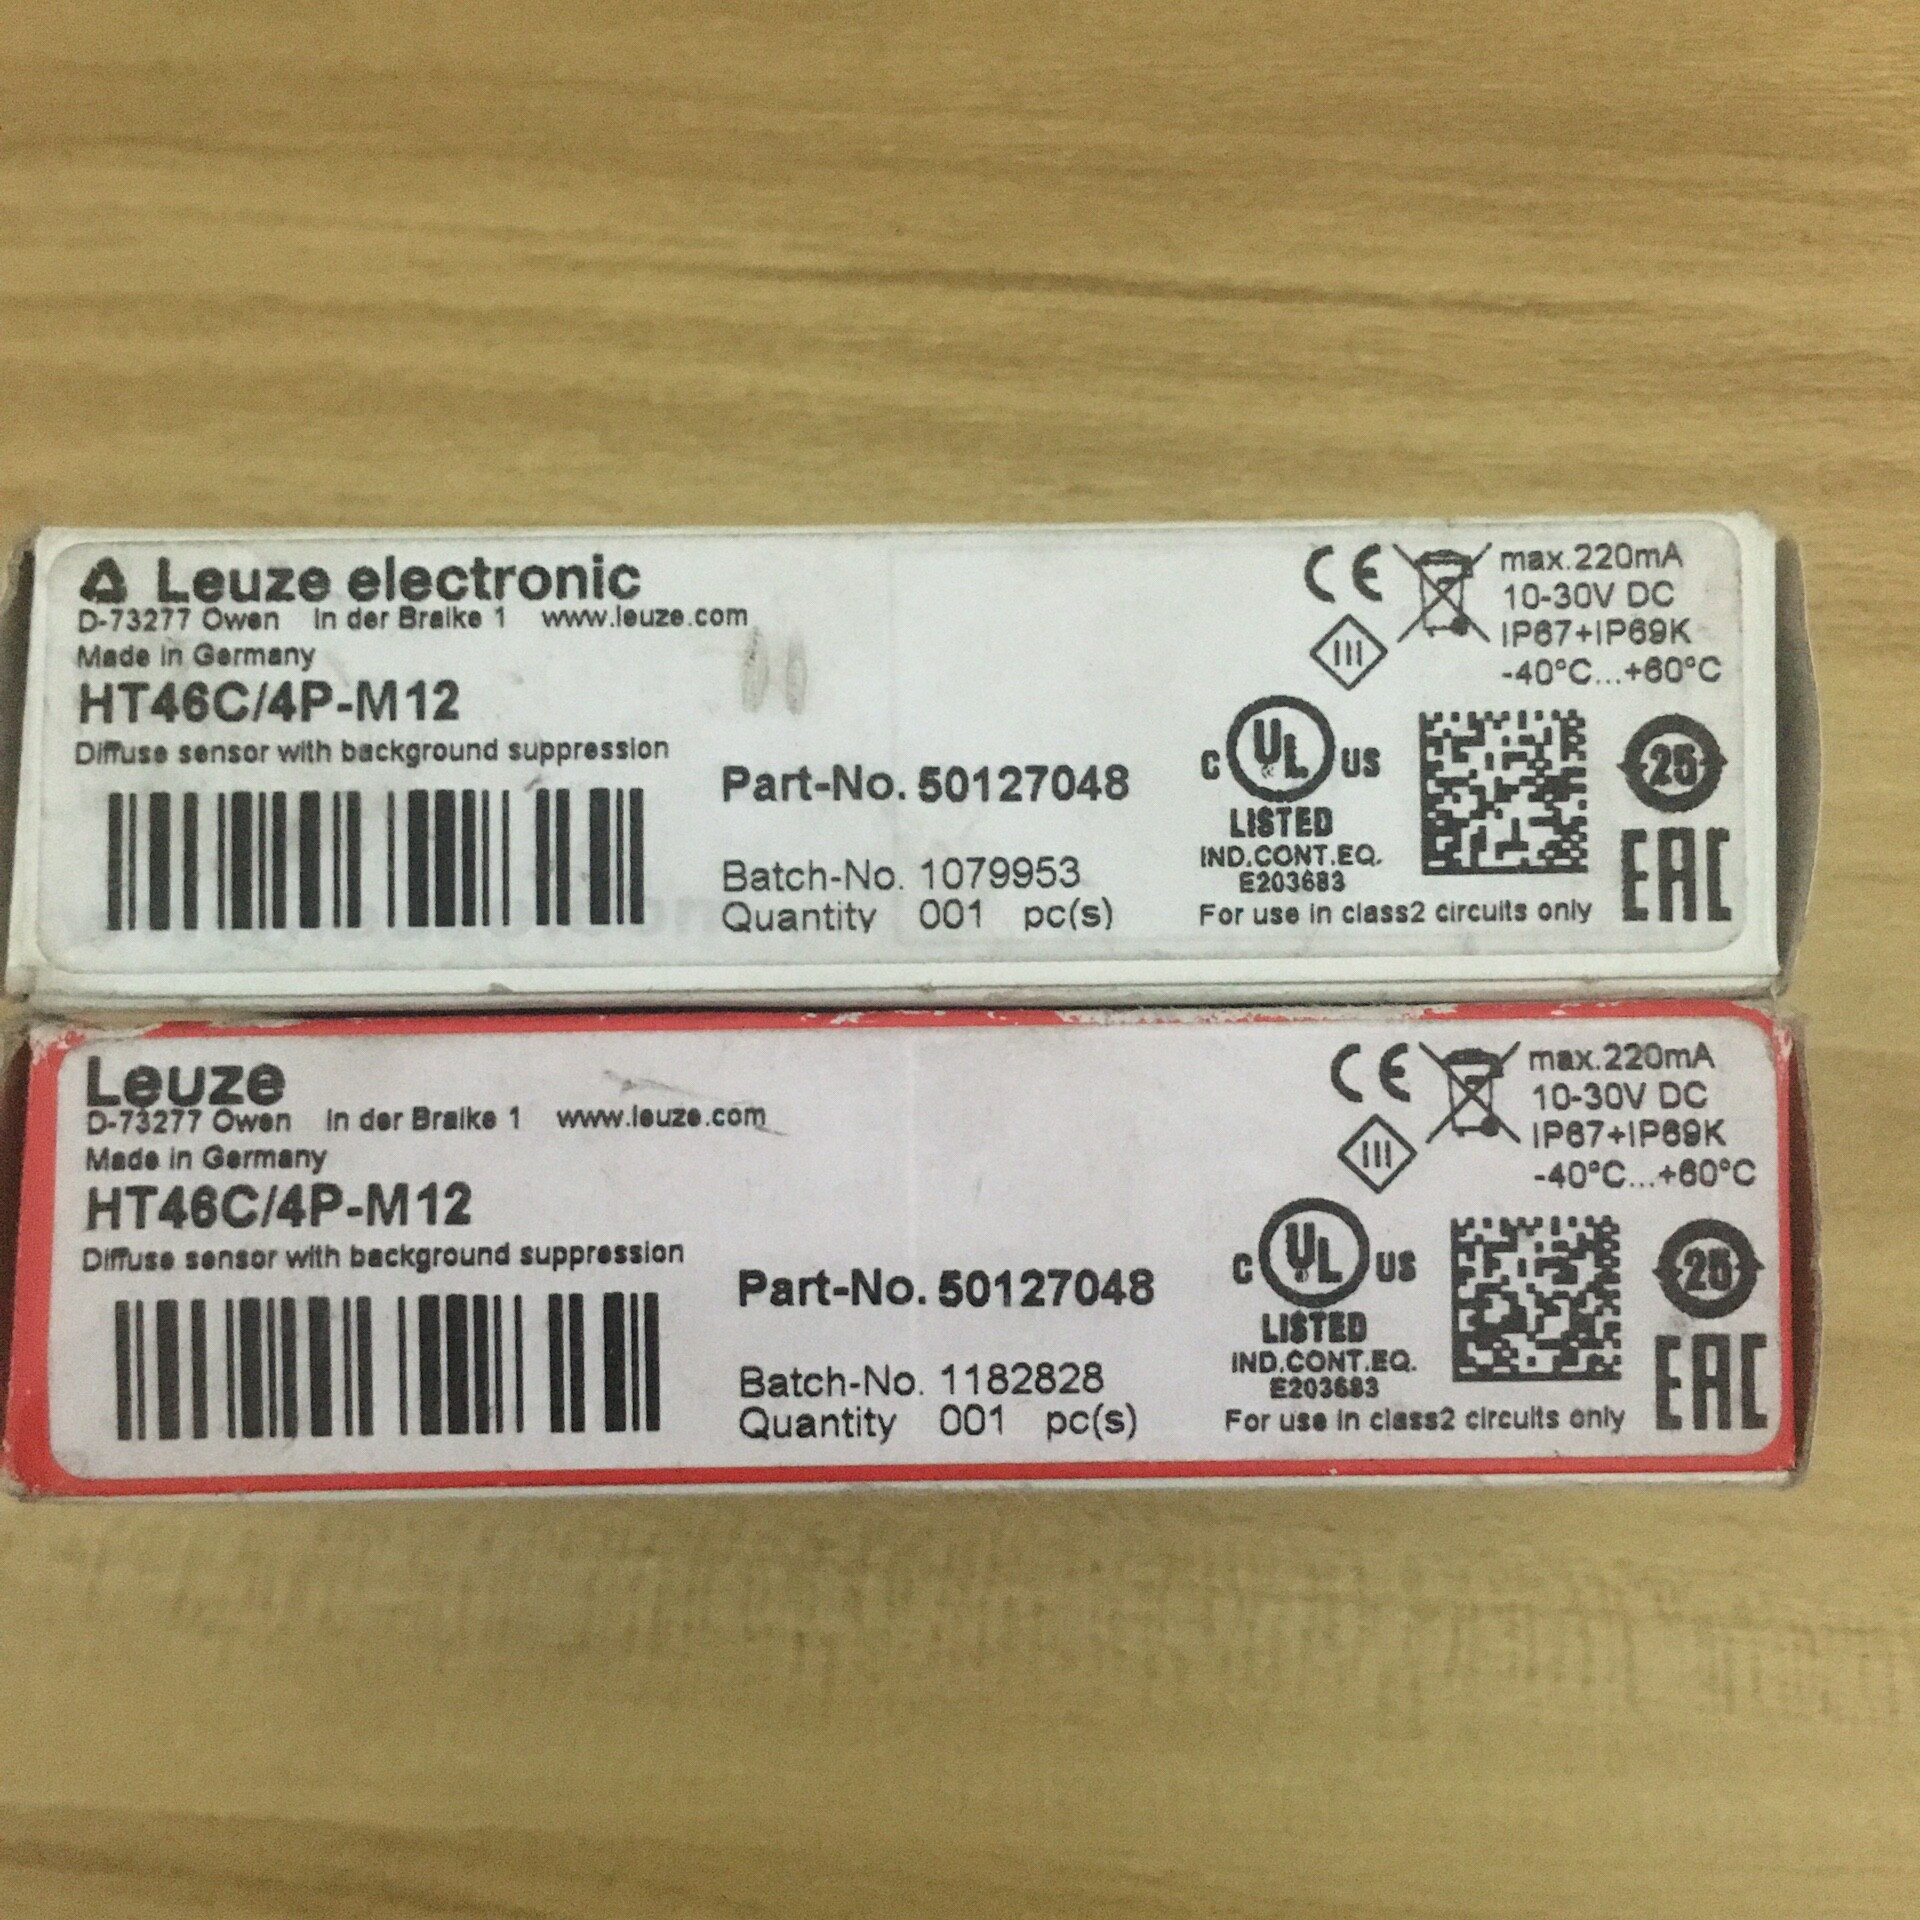 Leuze electronic
D-73277 Owen In der Braike 1 www.leuze.com
Made in Germany
HT46C/4P-M12
Diffuse sensor with background suppression
Part-No. 50127048
Batch-No. 1079953
Quantity 001 pc(s)
CE
max.220mA
10-30V DC
IP67+IP69K
-40°C...+60°C
III
C UL US
LISTED
IND.CONT.EQ.
E203683
For use in class2 circuits only
25
EAC
Leuze
D-73277 Owen In der Braike 1 www.leuze.com
Made in Germany
HT46C/4P-M12
Diffuse sensor with background suppression
Part-No. 50127048
Batch-No. 1182828
Quantity 001 pc(s)
CE
max.220mA
10-30V DC
IP67+IP69K
-40°C...+60°C
III
C UL US
LISTED
IND.CONT.EQ.
E203683
For use in class2 circuits only
25
EAC